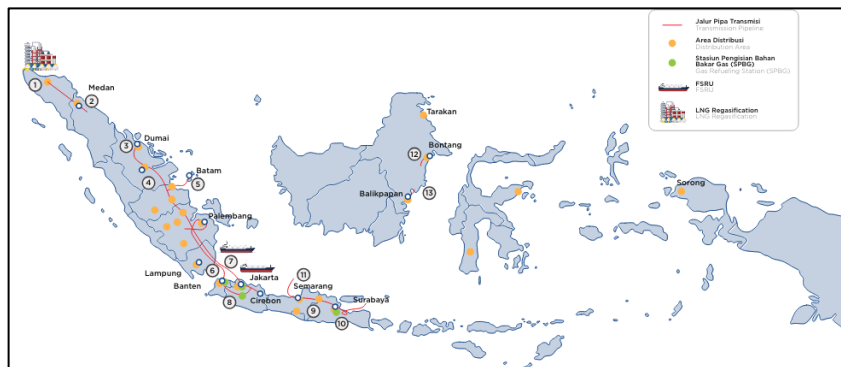 Jalur Pipa Transmisi
Transmission Pipeline
Area Distribusi
Distribution Area
Stasiun Pengisian Bahan
Bakar Gas (SPBG)
Gas Refueling Station (SPBG)
FSRU
FSRU
LNG Regasification
LNG Regasification
1
Medan
2
Dumai
3
4
Batam
5
Palembang
Lampung
6
7
Jakarta
Banten
8
Cirebon
11
Semarang
9
Surabaya
10
Tarakan
12
Bontang
Balikpapan
13
Sorong